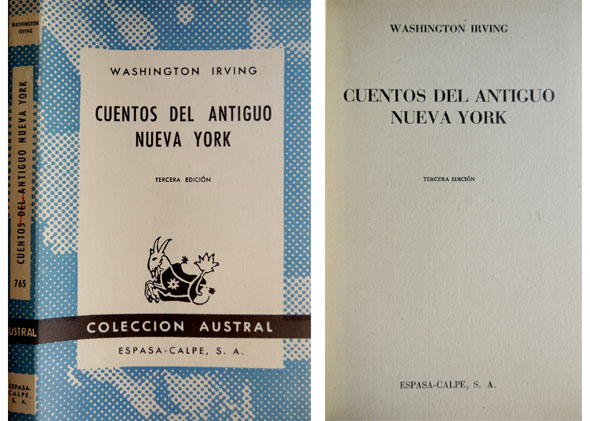 WASHINGTON
IRVING
CUENTOS DEL ANTIGUO NUEVA YORK
765
AUSTRAL
ESPASA-
CALPE,
S. A.
WASHINGTON IRVING
CUENTOS DEL ANTIGUO
NUEVA YORK
TERCERA EDICIÓN
COLECCION AUSTRAL
ESPASA-CALPE, S. A.
WASHINGTON IRVING
CUENTOS DEL ANTIGUO
NUEVA YORK
TERCERA EDICIÓN
ESPASA-CALPE, S. A.